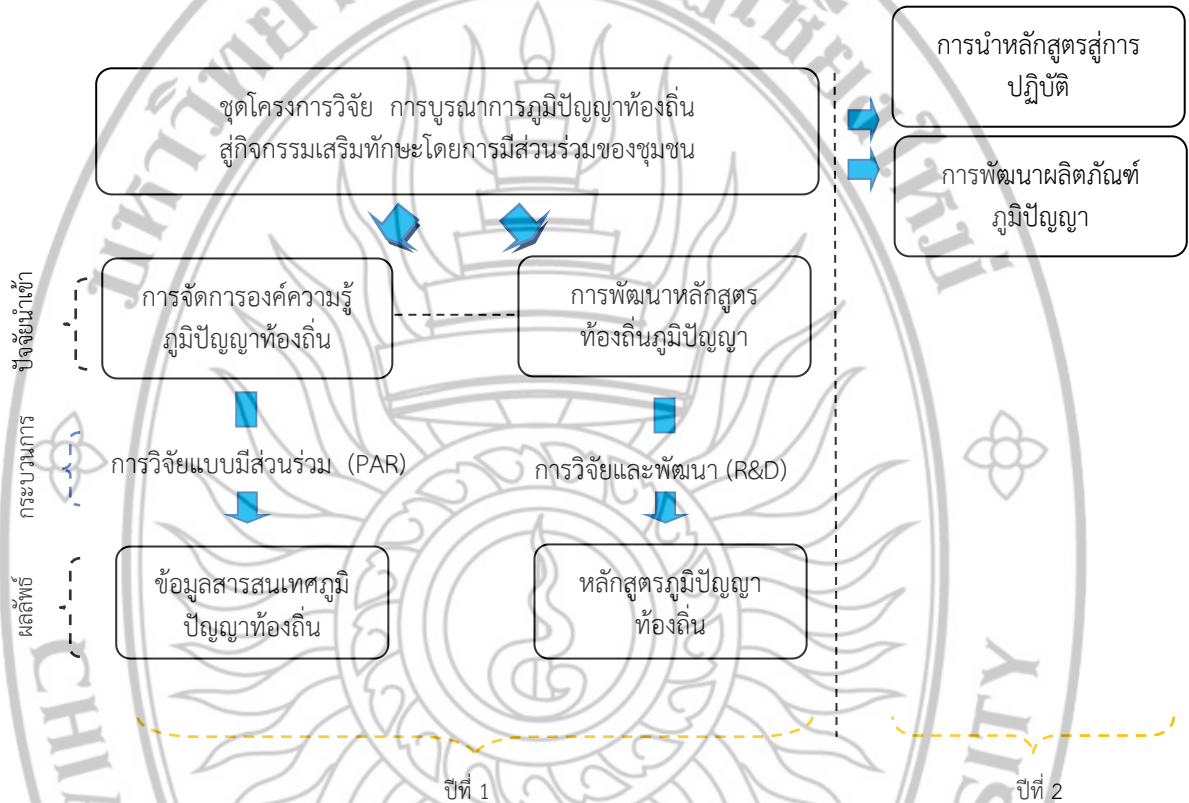 ชุดโครงการวิจัย การบูรณาการภูมิปัญญาท้องถิ่น
สู่กิจกรรมเสริมทักษะโดยการมีส่วนร่วมของชุมชน
การนำหลักสูตรสู่การ
ปฏิบัติ
การพัฒนาผลิตภัณฑ์
ภูมิปัญญา
ปัจจัยนำเข้า
การจัดการองค์ความรู้
ภูมิปัญญาท้องถิ่น
การพัฒนาหลักสูตร
ท้องถิ่นภูมิปัญญา
กระบวนการ
การวิจัยแบบมีส่วนร่วม (PAR)
การวิจัยและพัฒนา (R&D)
ผลลัพธ์
ข้อมูลสารสนเทศภูมิ
ปัญญาท้องถิ่น
หลักสูตรภูมิปัญญา
ท้องถิ่น
ปีที่ 1
ปีที่ 2